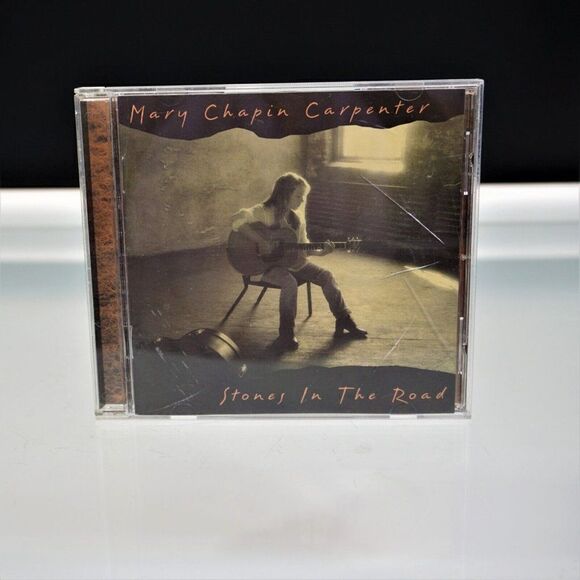 Mary Chapin Carpenter
Stones In The Road